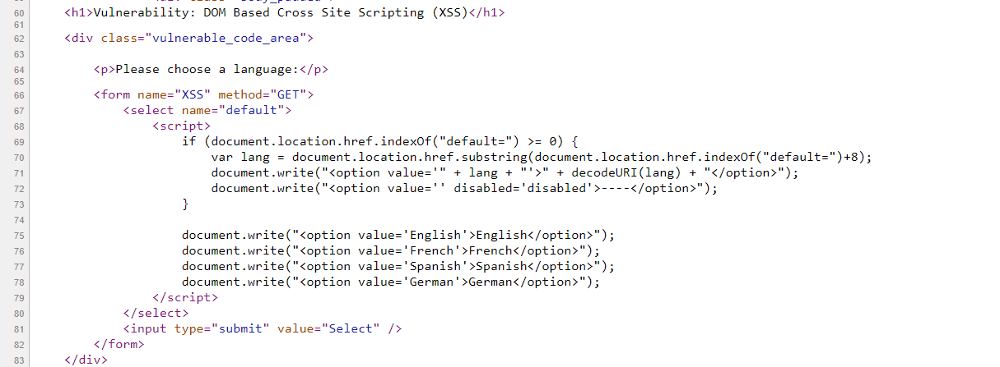 60 <h1>Vulnerability: DOM Based Cross Site Scripting (XSS)</h1>
61
62 <div class="vulnerable_code_area">
63
64 <p>Please choose a language:</p>
65
66 <form name="XSS" method="GET">
67 <select name="default">
68 <script>
69 if (document.location.href.indexOf("default=") >= 0) {
70 var lang = document.location.href.substring(document.location.href.indexOf("default=")+8);
71 document.write("<option value='" + lang + "'>" + decodeURI(lang) + "</option>");
72 document.write("<option value='' disabled='disabled'>----</option>");
73 }
74
75 document.write("<option value='English'>English</option>");
76 document.write("<option value='French'>French</option>");
77 document.write("<option value='Spanish'>Spanish</option>");
78 document.write("<option value='German'>German</option>");
79 </script>
80 </select>
81 <input type="submit" value="Select" />
82 </form>
83 </div>